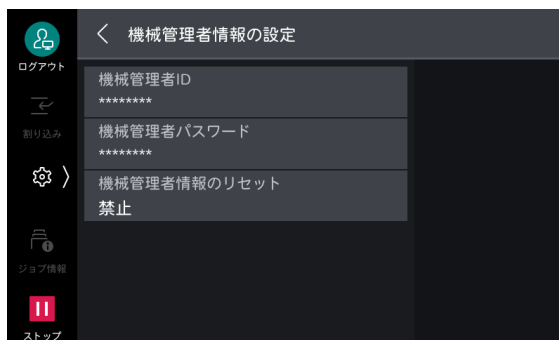 機械管理者情報の設定
ログアウト
割り込み
ジョブ情報
ストップ
機械管理者ID
********
機械管理者パスワード
********
機械管理者情報のリセット
禁止